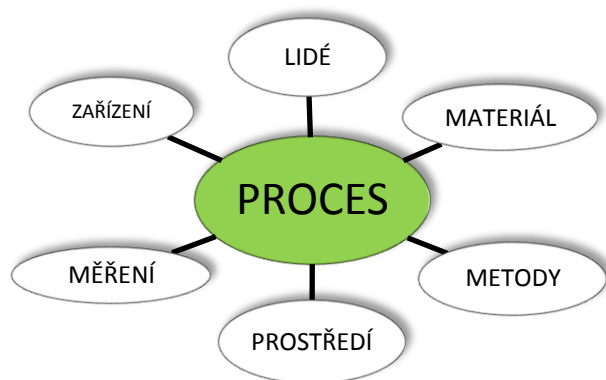 LIDÉ
ZAŘÍZENÍ
MATERIÁL
PROCES
MĚŘENÍ
METODY
PROSTŘEDÍ